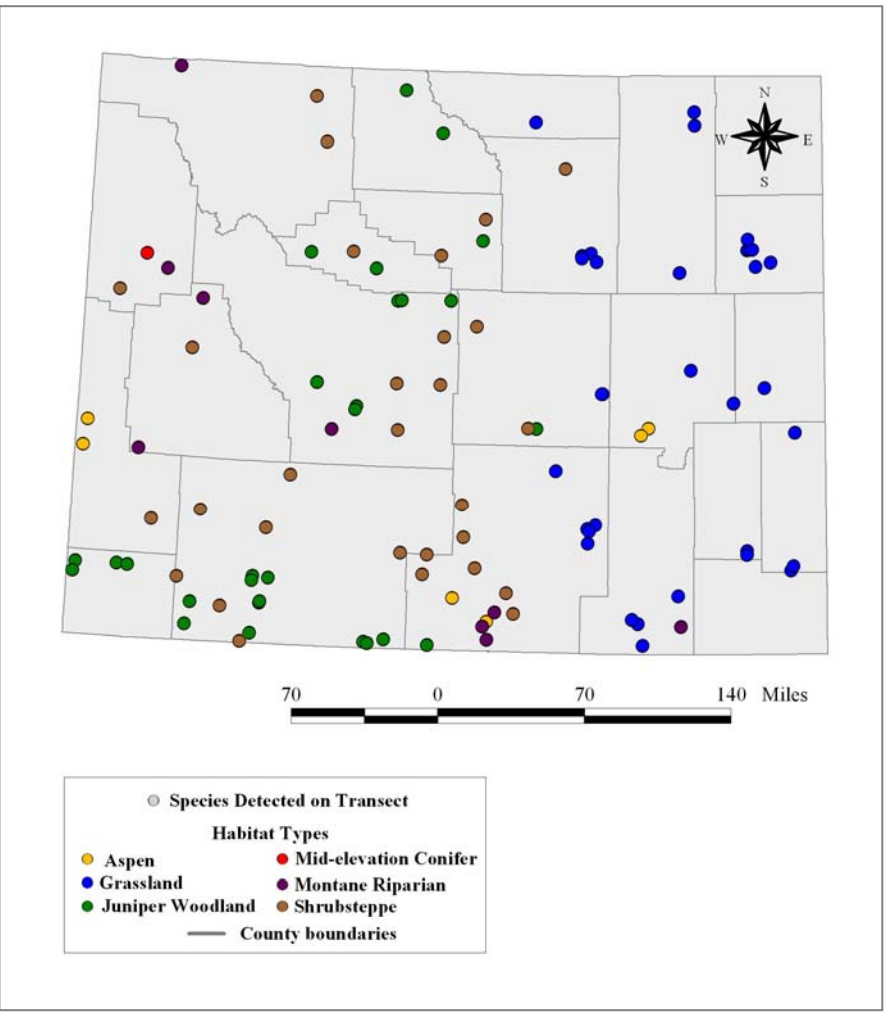 N
W E
S
70 0 70 140 Miles
Species Detected on Transect
Habitat Types
Aspen Mid-elevation Conifer
Grassland Montane Riparian
Juniper Woodland Shrubsteppe
County boundaries